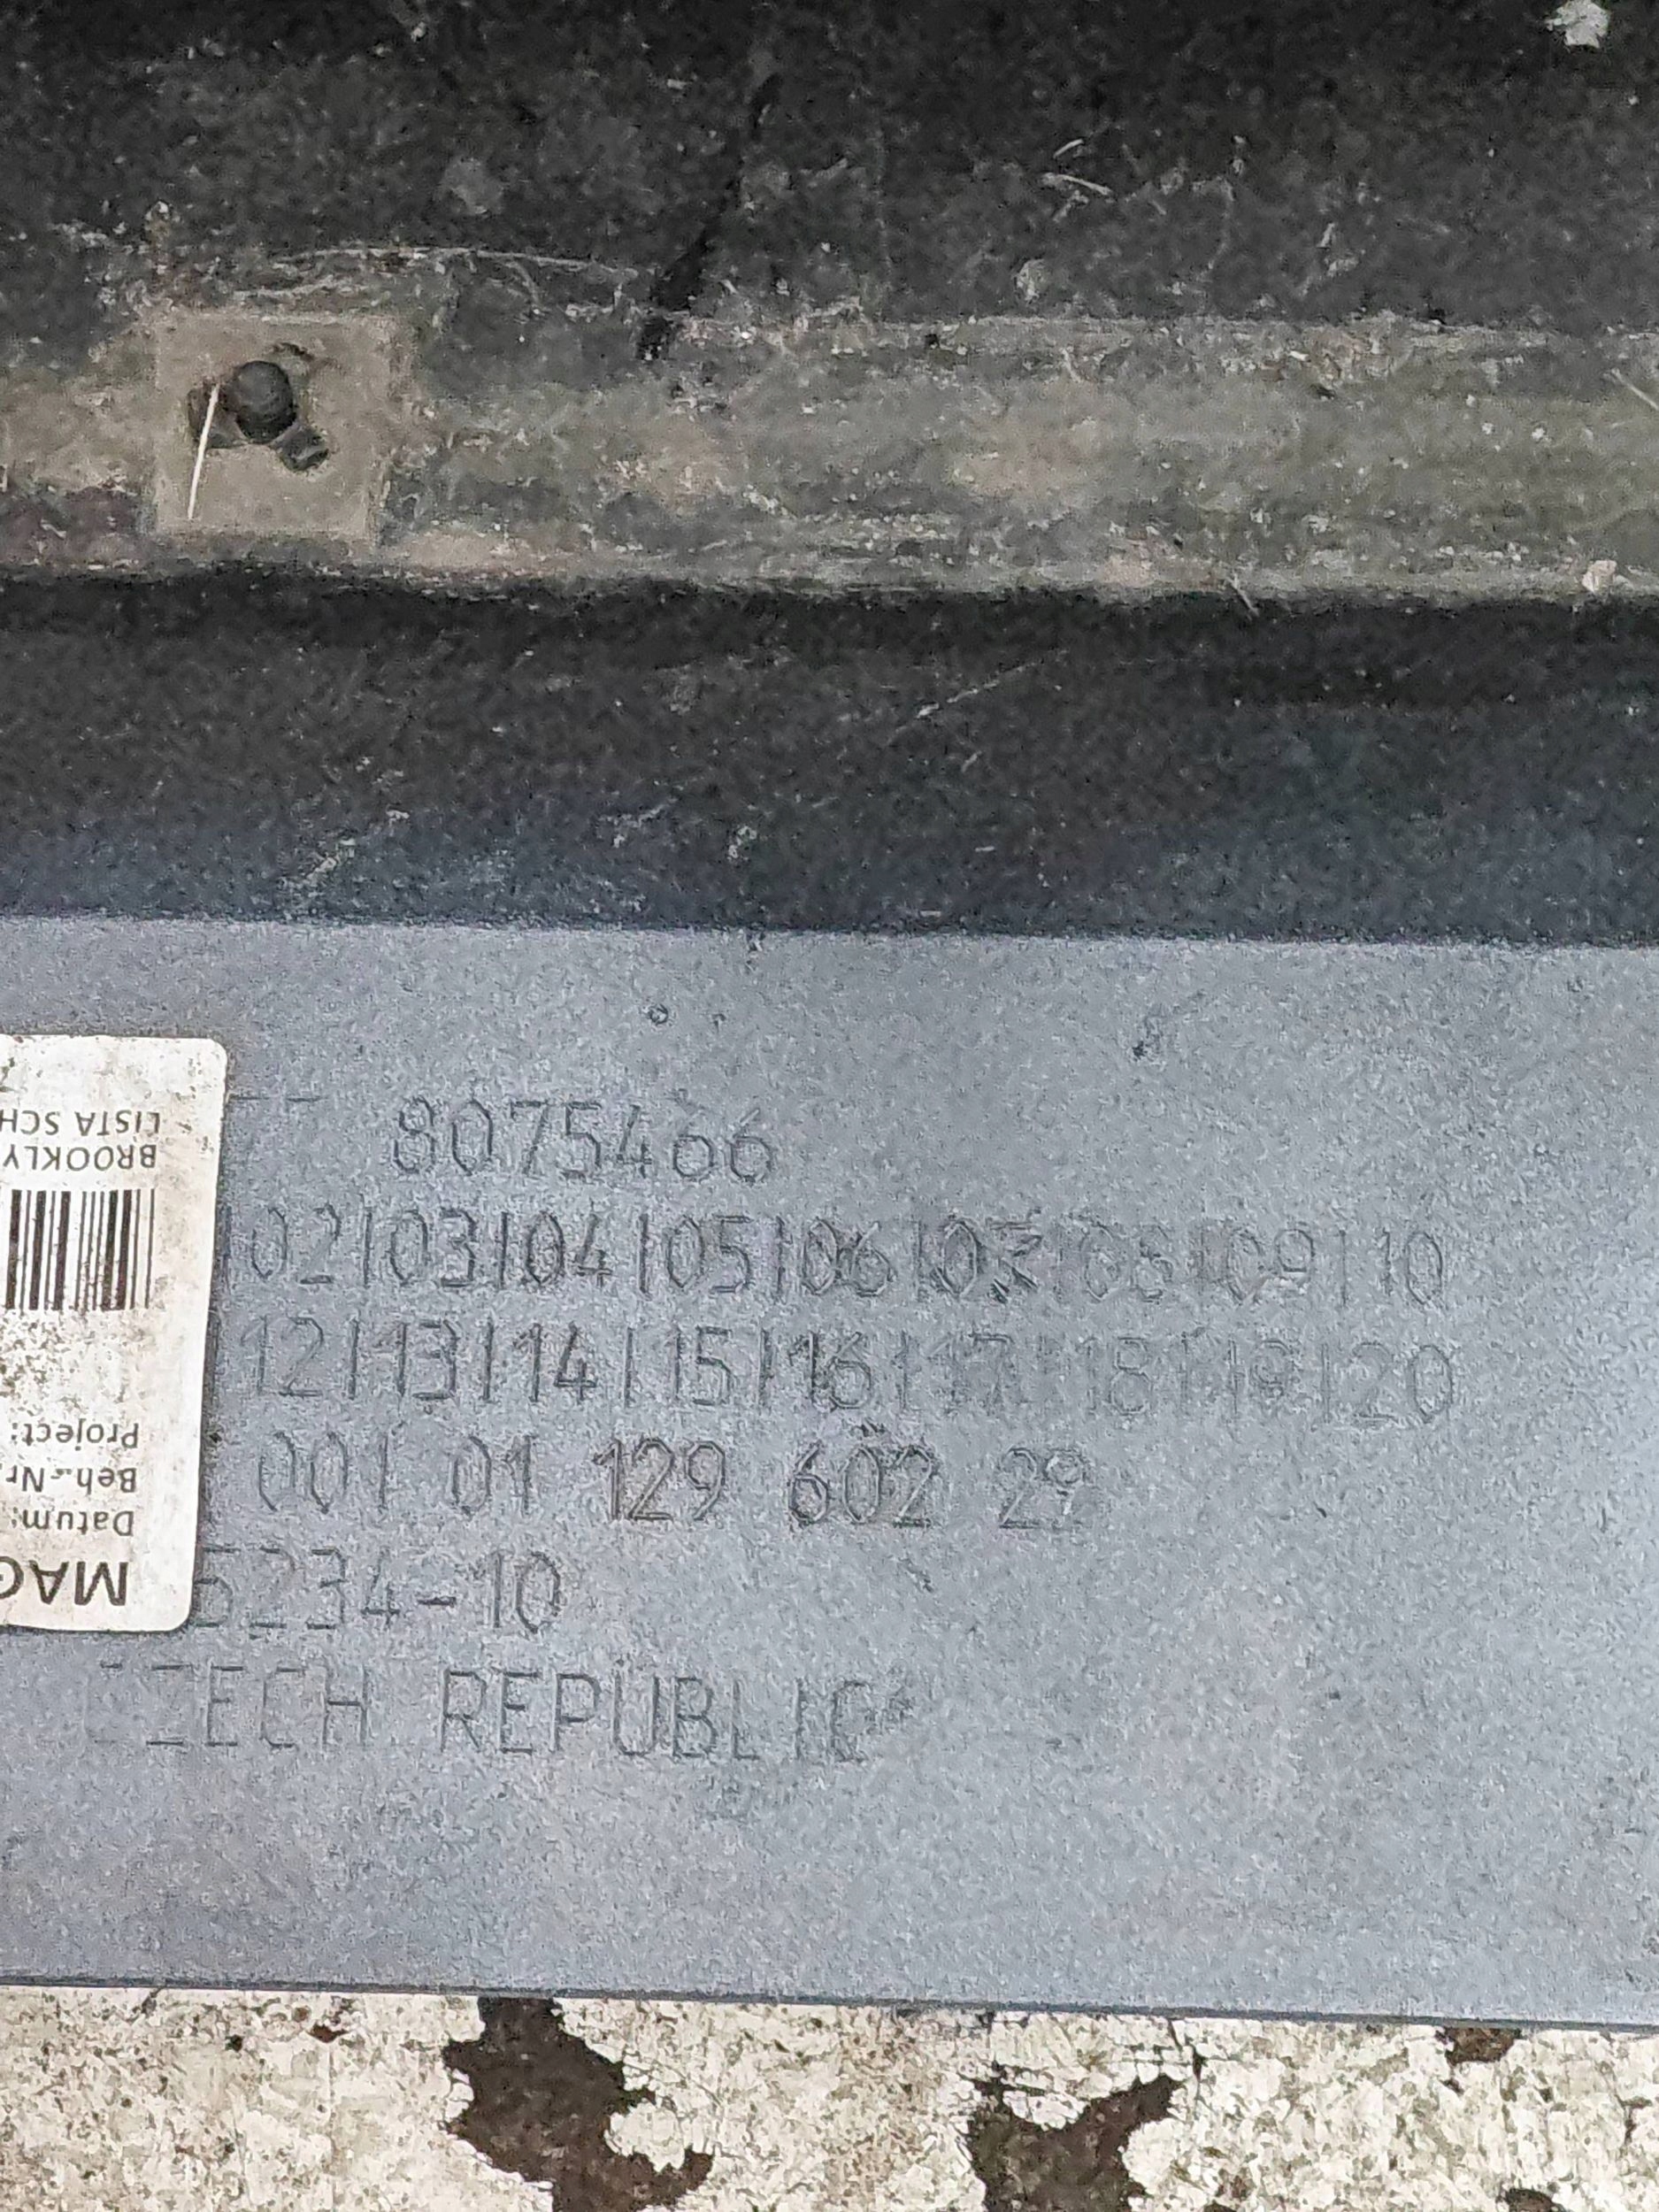 8075466
02|03|04|05|06|07|08|09|10
12|13|14|15|16|17|18|19|20
001 01 129 602 29
5234-10
CZECH REPUBLIC
MAG
Datum:
Beh.-Nr.
Project:
BROOKLY
LISTA SCH